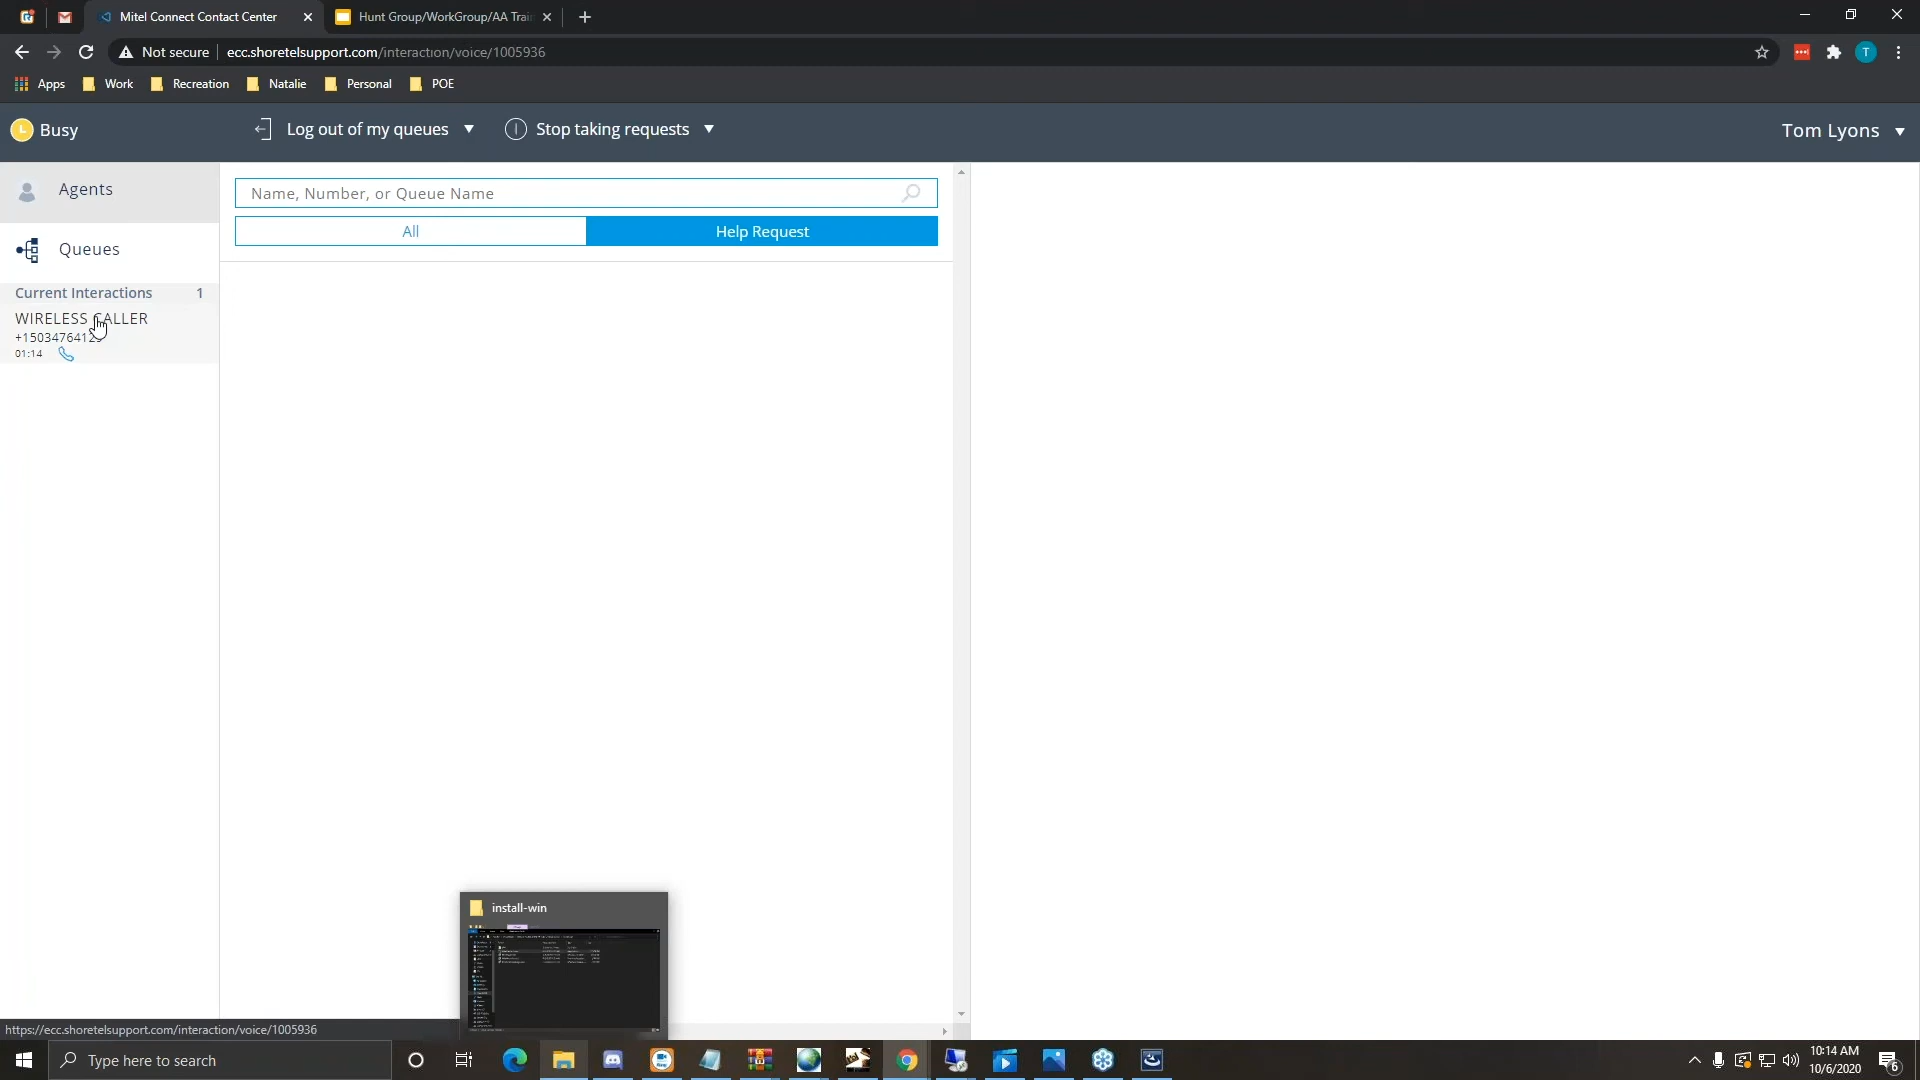 Mitel Connect Contact Center
Hunt Group/WorkGroup/AA Trai
Not secure
ecc.shoretelsupport.com/interaction/voice/1005936
T
Apps
Work
Recreation
Natalie
Personal
POE
Busy
Log out of my queues
Stop taking requests
Tom Lyons
Agents
Name, Number, or Queue Name
All
Help Request
Queues
Current Interactions 1
WIRELESS CALLER
01:14
install-win
https://ecc.shoretelsupport.com/interaction/voice/1005936
Type here to search
10:14 AM
10/6/2020
6